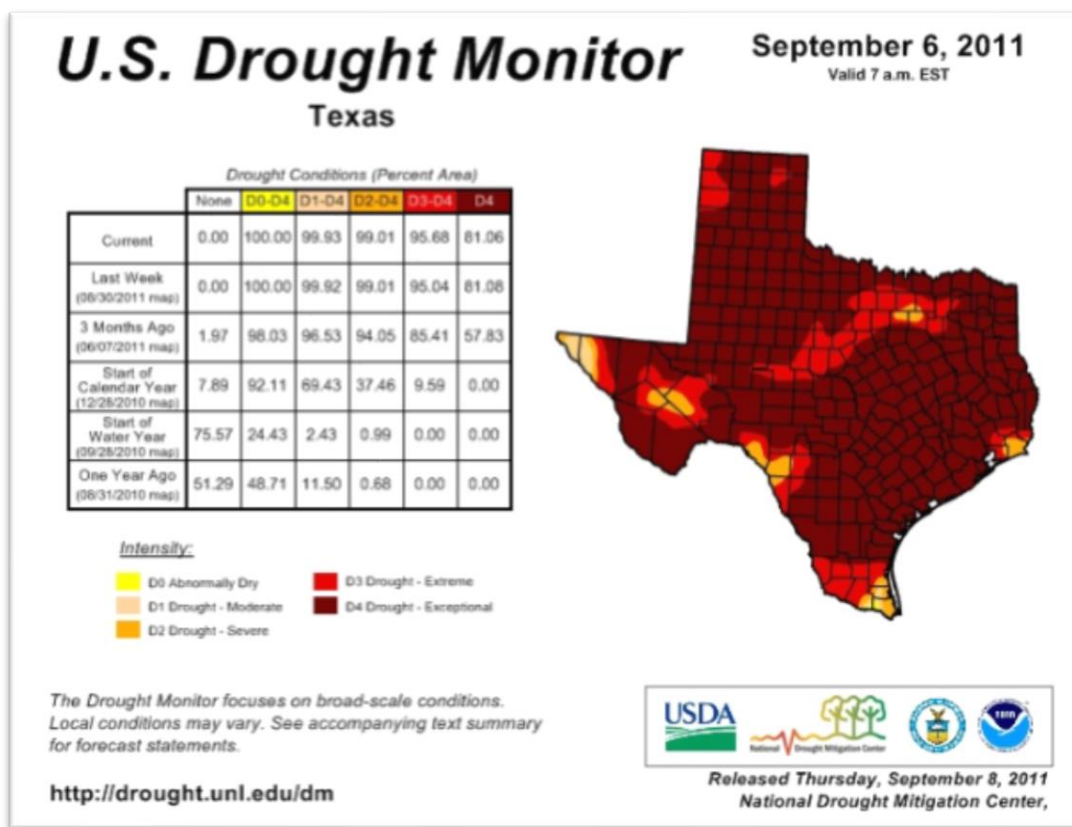 U.S. Drought Monitor
Texas
September 6, 2011
Valid 7 a.m. EST
Drought Conditions (Percent Area)
None D0-D4 D1-D4 D2-D4 D3-D4 D4
Current 0.00 100.00 99.93 99.01 95.68 81.06
Last Week (08/30/2011 map) 0.00 100.00 99.92 99.01 95.04 81.08
3 Months Ago (06/07/2011 map) 1.97 98.03 96.53 94.05 85.41 57.83
Start of Calendar Year (12/28/2010 map) 7.89 92.11 69.43 37.46 9.59 0.00
Start of Water Year (09/28/2010 map) 75.57 24.43 2.43 0.99 0.00 0.00
One Year Ago (08/31/2010 map) 51.29 48.71 11.50 0.68 0.00 0.00
Intensity:
D0 Abnormally Dry
D1 Drought - Moderate
D2 Drought - Severe
D3 Drought - Extreme
D4 Drought - Exceptional
The Drought Monitor focuses on broad-scale conditions.
Local conditions may vary. See accompanying text summary
for forecast statements.
http://drought.unl.edu/dm
USDA
National Drought Mitigation Center
Released Thursday, September 8, 2011
National Drought Mitigation Center,